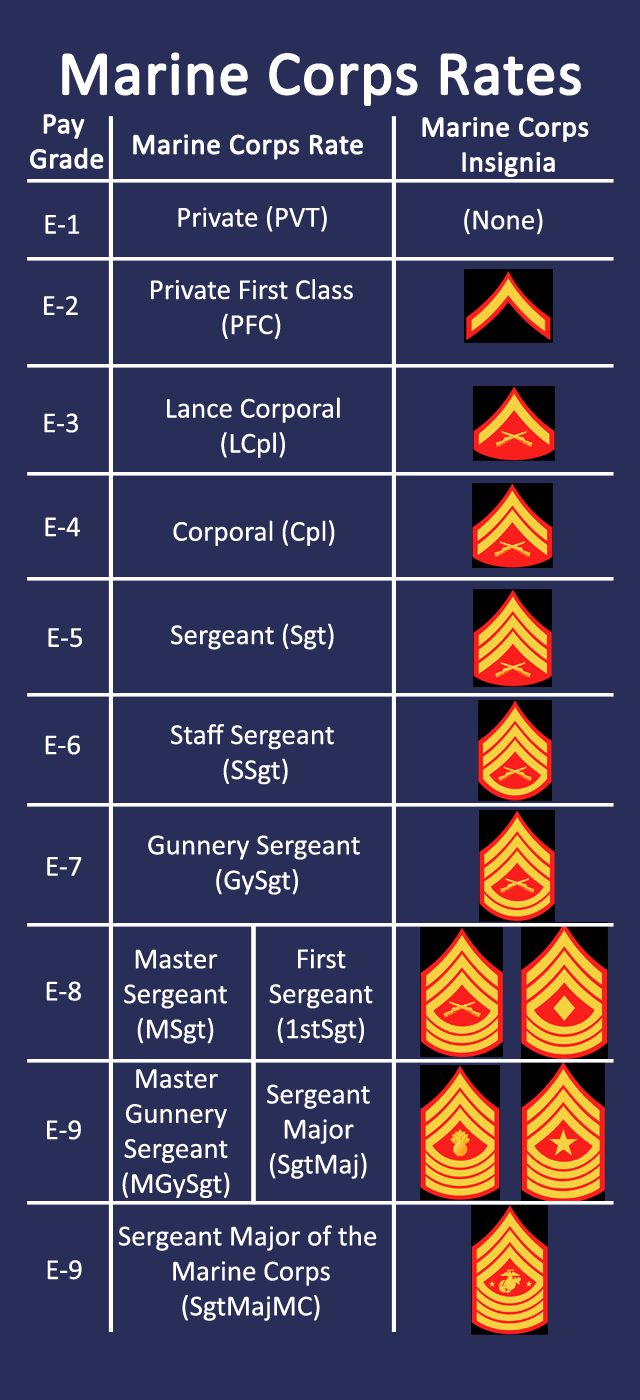 Marine Corps Rates
Pay
Grade
Marine Corps Rate
Marine Corps
Insignia
E-1
Private (PVT)
(None)
E-2
Private First Class
(PFC)
E-3
Lance Corporal
(LCpl)
E-4
Corporal (Cpl)
E-5
Sergeant (Sgt)
E-6
Staff Sergeant
(SSgt)
E-7
Gunnery Sergeant
(GySgt)
E-8
Master
Sergeant
(MSgt)
First
Sergeant
(1stSgt)
E-9
Master
Gunnery
Sergeant
(MGySgt)
Sergeant
Major
(SgtMaj)
E-9
Sergeant Major of the
Marine Corps
(SgtMajMC)